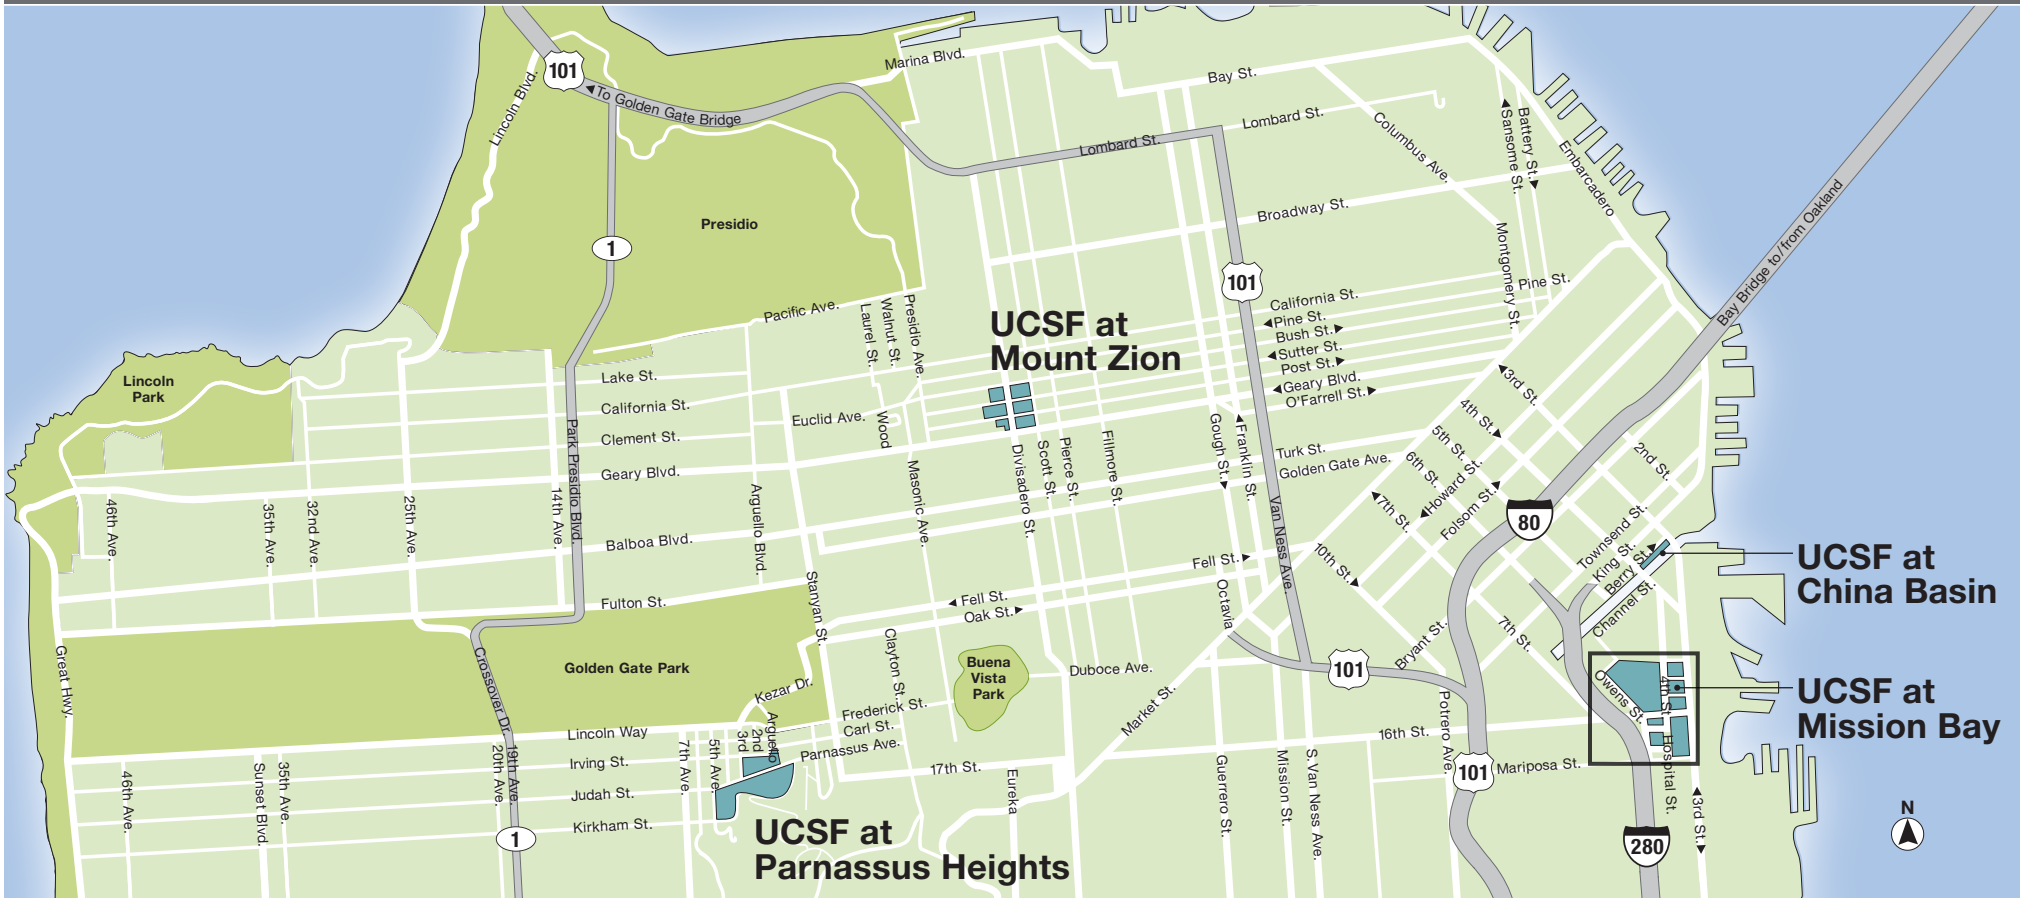 101
To Golden Gate Bridge
Lincoln Blvd.
Marina Blvd.
Bay St.
Lombard St.
Lombard St.
Columbus Ave.
Sansome St.
Battery St.
Embarcadero
Broadway St.
Montgomery St.
Bay Bridge to/from Oakland
Presidio
1
101
Pacific Ave.
Laurel St.
Walnut St.
Presidio Ave.
UCSF at
Mount Zion
California St.
Pine St.
Pine St.
Bush St.
Sutter St.
Post St.
Geary Blvd.
O'Farrell St.
Lincoln
Park
Lake St.
California St.
Clement St.
Geary Blvd.
Park Presidio Blvd.
Euclid Ave.
Wood
Masonic Ave.
Divisadero St.
Scott St.
Pierce St.
Fillmore St.
Gough St.
Franklin St.
Van Ness Ave.
Turk St.
Golden Gate Ave.
3rd St.
4th St.
5th St.
6th St.
7th St.
Howard St.
Folsom St.
2nd St.
80
46th Ave.
35th Ave.
32nd Ave.
25th Ave.
14th Ave.
Arguello Blvd.
Balboa Blvd.
Fulton St.
Stanyan St.
Fell St.
Fell St.
Oak St.
Octavia
10th St.
Townsend St.
King St.
Berry St.
Channel St.
UCSF at
China Basin
7th St.
Bryant St.
Great Hwy.
Crossover Dr.
Golden Gate Park
Kezar Dr.
Clayton St.
Buena
Vista
Park
Duboce Ave.
Market St.
101
Potrero Ave.
Owens St.
4th St.
UCSF at
Mission Bay
Frederick St.
Carl St.
Parnassus Ave.
Lincoln Way
Irving St.
Judah St.
Kirkham St.
46th Ave.
Sunset Blvd.
35th Ave.
20th Ave.
19th Ave.
1
7th Ave.
5th Ave.
3rd
2nd
Arguello
17th St.
Eureka
Guerrero St.
Mission St.
S. Van Ness Ave.
16th St.
Mariposa St.
101
Hospital St.
3rd St.
280
UCSF at
Parnassus Heights
N